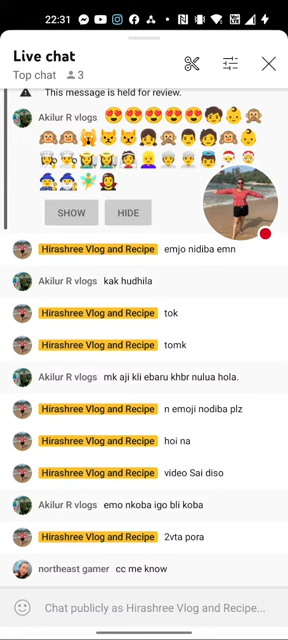 22:31
Live chat
Top chat 3
This message is held for review.
Akilur R vlogs 😍😍😍😍😍🧒👶🙊
SHOW HIDE
Hirashree Vlog and Recipe emjo nidiba emn
Akilur R vlogs kak hudhila
Hirashree Vlog and Recipe tok
Hirashree Vlog and Recipe tomk
Akilur R vlogs mk aji kli ebaru khbr nulua hola.
Hirashree Vlog and Recipe n emoji nodiba plz
Hirashree Vlog and Recipe hoi na
Hirashree Vlog and Recipe video Sai diso
Akilur R vlogs emo nkoba igo bli koba
Hirashree Vlog and Recipe 2vta pora
northeast gamer cc me know
Chat publicly as Hirashree Vlog and Recipe...